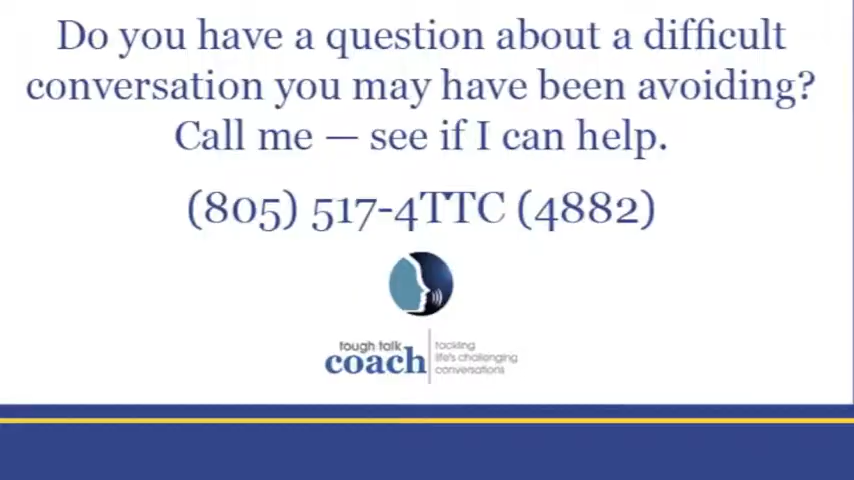 Do you have a question about a difficult
conversation you may have been avoiding?
Call me — see if I can help.
(805) 517-4TTC (4882)
tough talk
coach
tackling
life's challenging
conversations